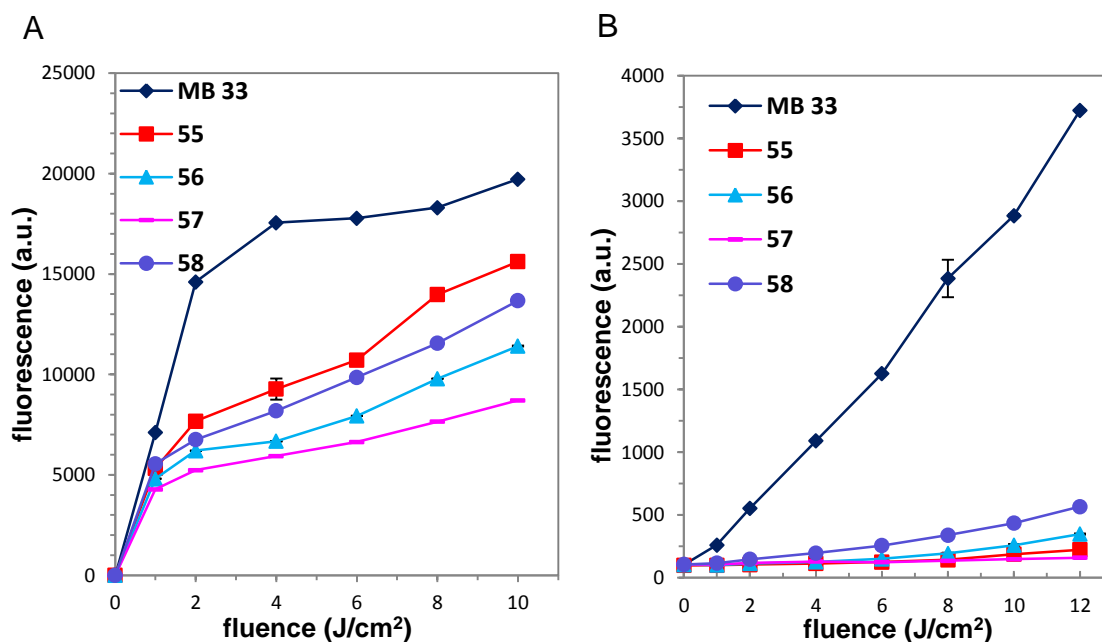 A
25000
20000
15000
10000
5000
0
0 2 4 6 8 10
fluorescence (a.u.)
fluence (J/cm²)
MB 33
55
56
57
58
B
4000
3500
3000
2500
2000
1500
1000
500
0
0 2 4 6 8 10 12
fluorescence (a.u.)
fluence (J/cm²)
MB 33
55
56
57
58